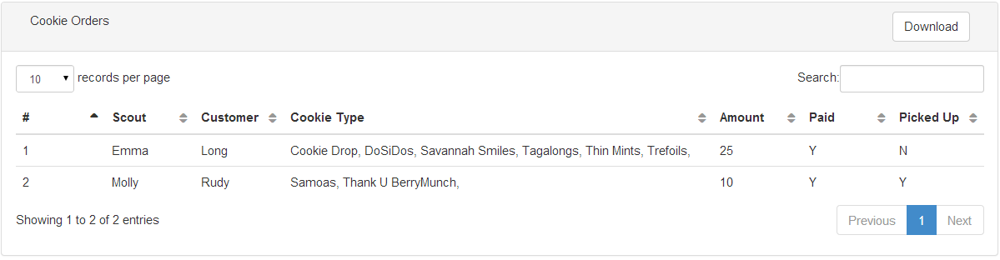 Cookie Orders Download
10 records per page Search:
# Scout Customer Cookie Type Amount Paid Picked Up
1 Emma Long Cookie Drop, DoSiDos, Savannah Smiles, Tagalongs, Thin Mints, Trefoils, 25 Y N
2 Molly Rudy Samoas, Thank U BerryMunch, 10 Y Y
Showing 1 to 2 of 2 entries Previous 1 Next